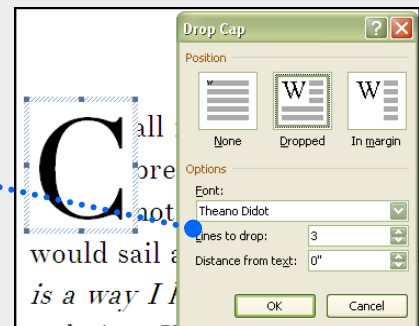 Drop Cap
Position
W
W
W
None
Dropped
In margin
Options
Font:
Theano Didot
Lines to drop:
3
Distance from text:
0"
OK
Cancel
C
all
would sail
is a way I